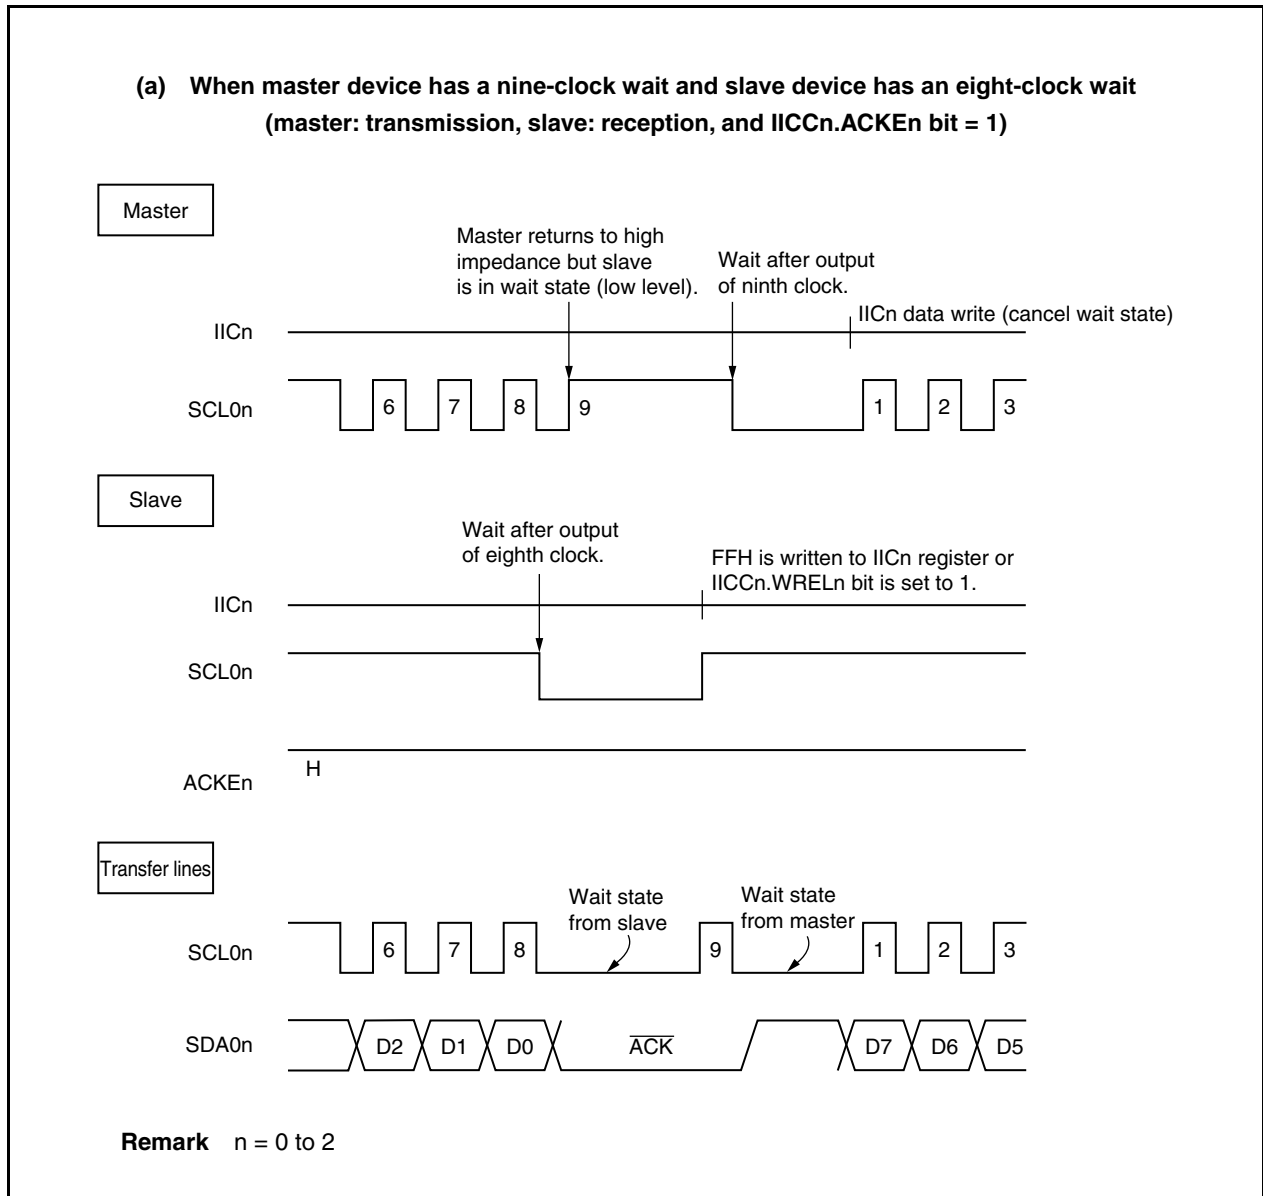 (a) When master device has a nine-clock wait and slave device has an eight-clock wait
(master: transmission, slave: reception, and IICCn.ACKEn bit = 1)
Master
Master returns to high
impedance but slave
is in wait state (low level).
Wait after output
of ninth clock.
IICn data write (cancel wait state)
IICn
SCL0n
6 7 8 9 1 2 3
Slave
Wait after output
of eighth clock.
FFH is written to IICn register or
IICCn.WRELn bit is set to 1.
IICn
SCL0n
H
ACKEn
Transfer lines
Wait state
from slave
Wait state
from master
SCL0n
6 7 8 9 1 2 3
SDA0n
D2 D1 D0 ACK D7 D6 D5
Remark n = 0 to 2